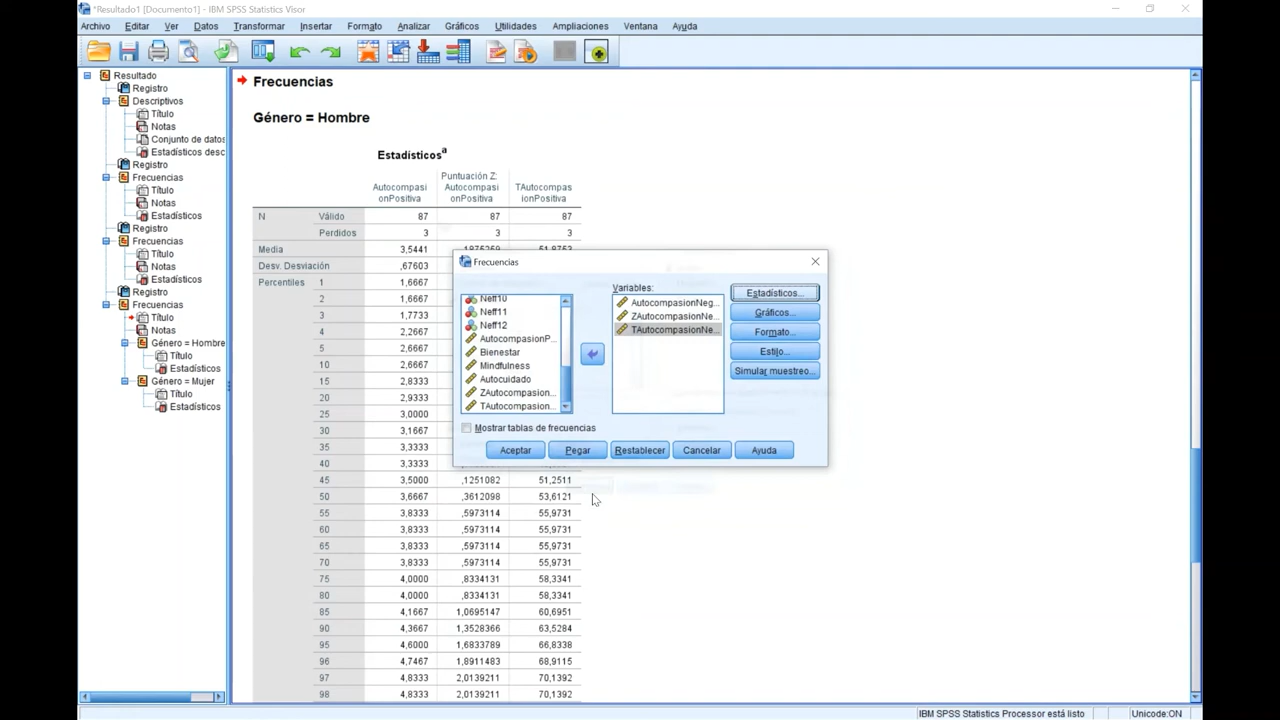 *Resultado1 [Documento1] - IBM SPSS Statistics Visor
Archivo Editar Ver Datos Transformar Insertar Formato Analizar Gráficos Utilidades Ampliaciones Ventana Ayuda
Resultado
Registro
Descriptivos
Título
Notas
Conjunto de datos
Estadísticos desc
Registro
Frecuencias
Título
Notas
Estadísticos
Registro
Frecuencias
Título
Notas
Estadísticos
Registro
Frecuencias
Título
Notas
Género = Hombre
Título
Estadísticos
Género = Mujer
Título
Estadísticos
Frecuencias
Género = Hombre
Estadísticosa
Autocompasi
onPositiva
Puntuación Z:
Autocompasi
onPositiva
TAutocompas
ionPositiva
N Válido 87 87 87
Perdidos 3 3 3
Media 3,5441 51,8753
Desv. Desviación ,67603
Percentiles 1 1,6667
2 1,6667
3 1,7733
4 2,2667
5 2,6667
10 2,6667
15 2,8333
20 2,9333
25 3,0000
30 3,1667
35 3,3333
40 3,3333
45 3,5000 ,1251082 51,2511
50 3,6667 ,3612098 53,6121
55 3,8333 ,5973114 55,9731
60 3,8333 ,5973114 55,9731
65 3,8333 ,5973114 55,9731
70 3,8333 ,5973114 55,9731
75 4,0000 ,8334131 58,3341
80 4,0000 ,8334131 58,3341
85 4,1667 1,0695147 60,6951
90 4,3667 1,3528366 63,5284
95 4,6000 1,6833789 66,8338
96 4,7467 1,8911483 68,9115
97 4,8333 2,0139211 70,1392
98 4,8333 2,0139211 70,1392
Frecuencias
Neff10
Neff11
Neff12
AutocompasionP...
Bienestar
Mindfulness
Autocuidado
ZAutocompasion...
TAutocompasion...
Variables:
AutocompasionNeg...
ZAutocompasionNe...
TAutocompasionNe...
Estadísticos...
Gráficos...
Formato...
Estilo...
Simular muestreo...
Mostrar tablas de frecuencias
Aceptar Pegar Restablecer Cancelar Ayuda
IBM SPSS Statistics Processor está listo Unicode:ON